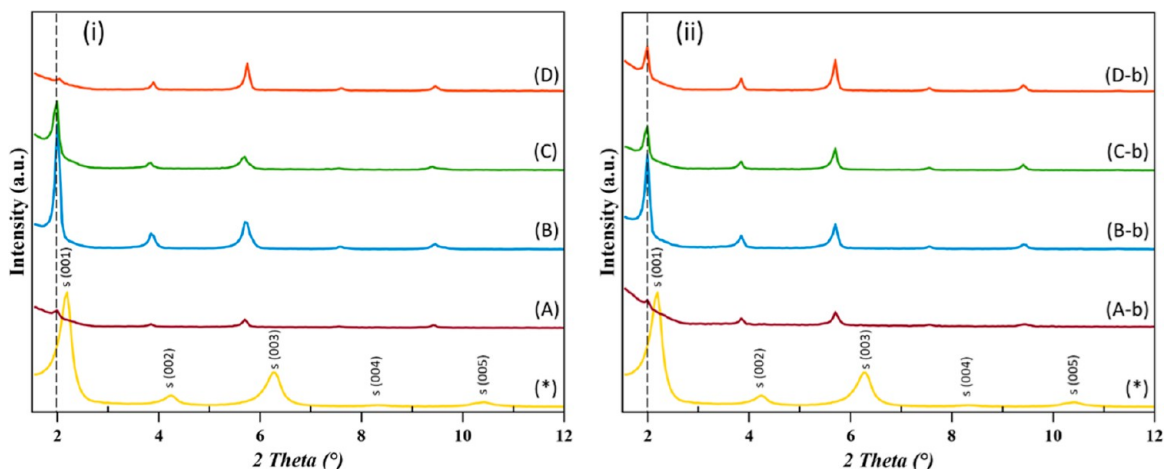 (i)
(D)
(C)
(B)
(A)
(*)
s (001)
s (002)
s (003)
s (004)
s (005)
Intensity (a.u.)
2 4 6 8 10 12
2 Theta (°)
(ii)
(D-b)
(C-b)
(B-b)
(A-b)
(*)
s (001)
s (002)
s (003)
s (004)
s (005)
Intensity (a.u.)
2 4 6 8 10 12
2 Theta (°)